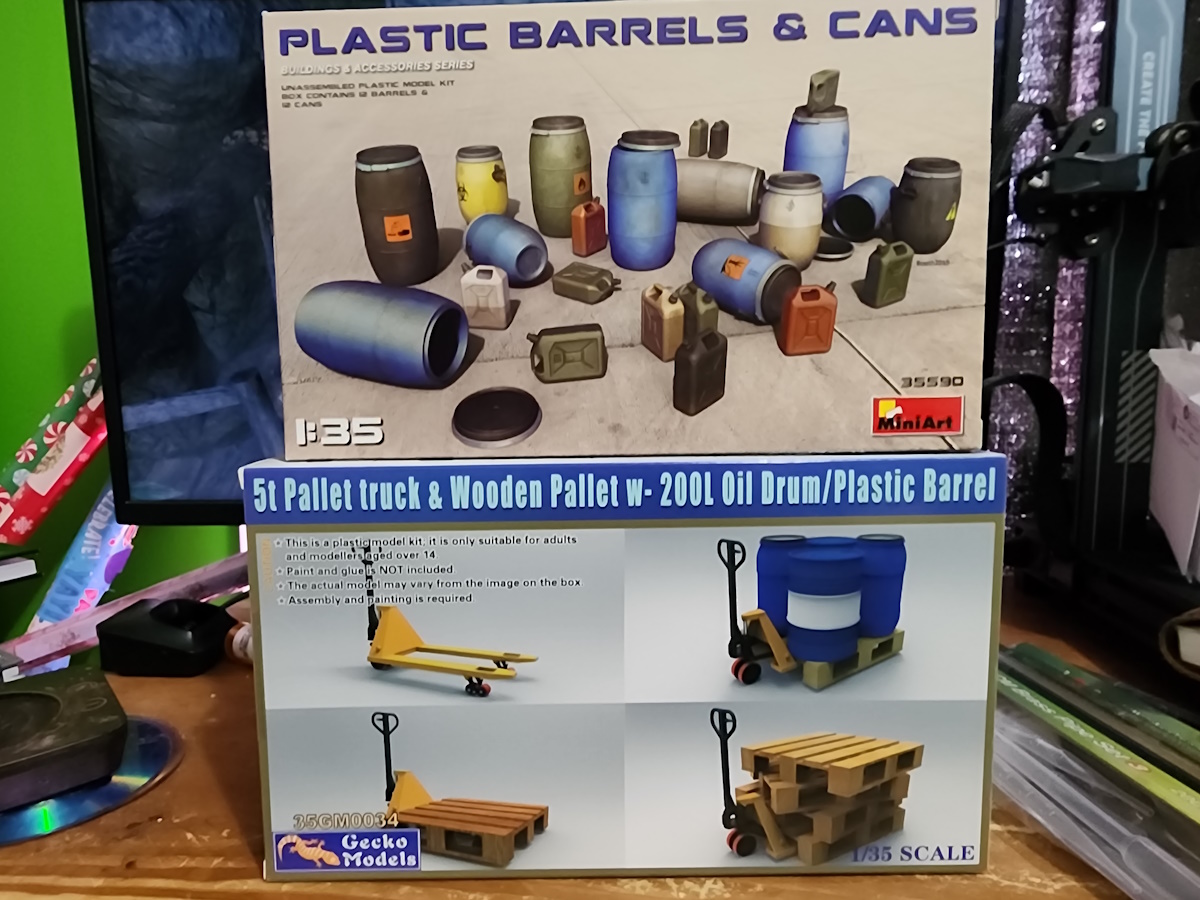 PLASTIC BARRELS & CANS
BUILDINGS & ACCESSORIES SERIES
UNASSEMBLED PLASTIC MODEL KIT
BOX CONTAINS 12 BARRELS &
12 CANS
CREATE THE
35590
MiniArt
1:35
5t Pallet truck & Wooden Pallet w- 200L Oil Drum/Plastic Barrel
This is a plastic model kit, it is only suitable for adults
and modellers aged over 14
Paint and glue is NOT included
The actual model may vary from the image on the box
Assembly and painting is required
35GM0034
Gecko
Models
1/35 SCALE